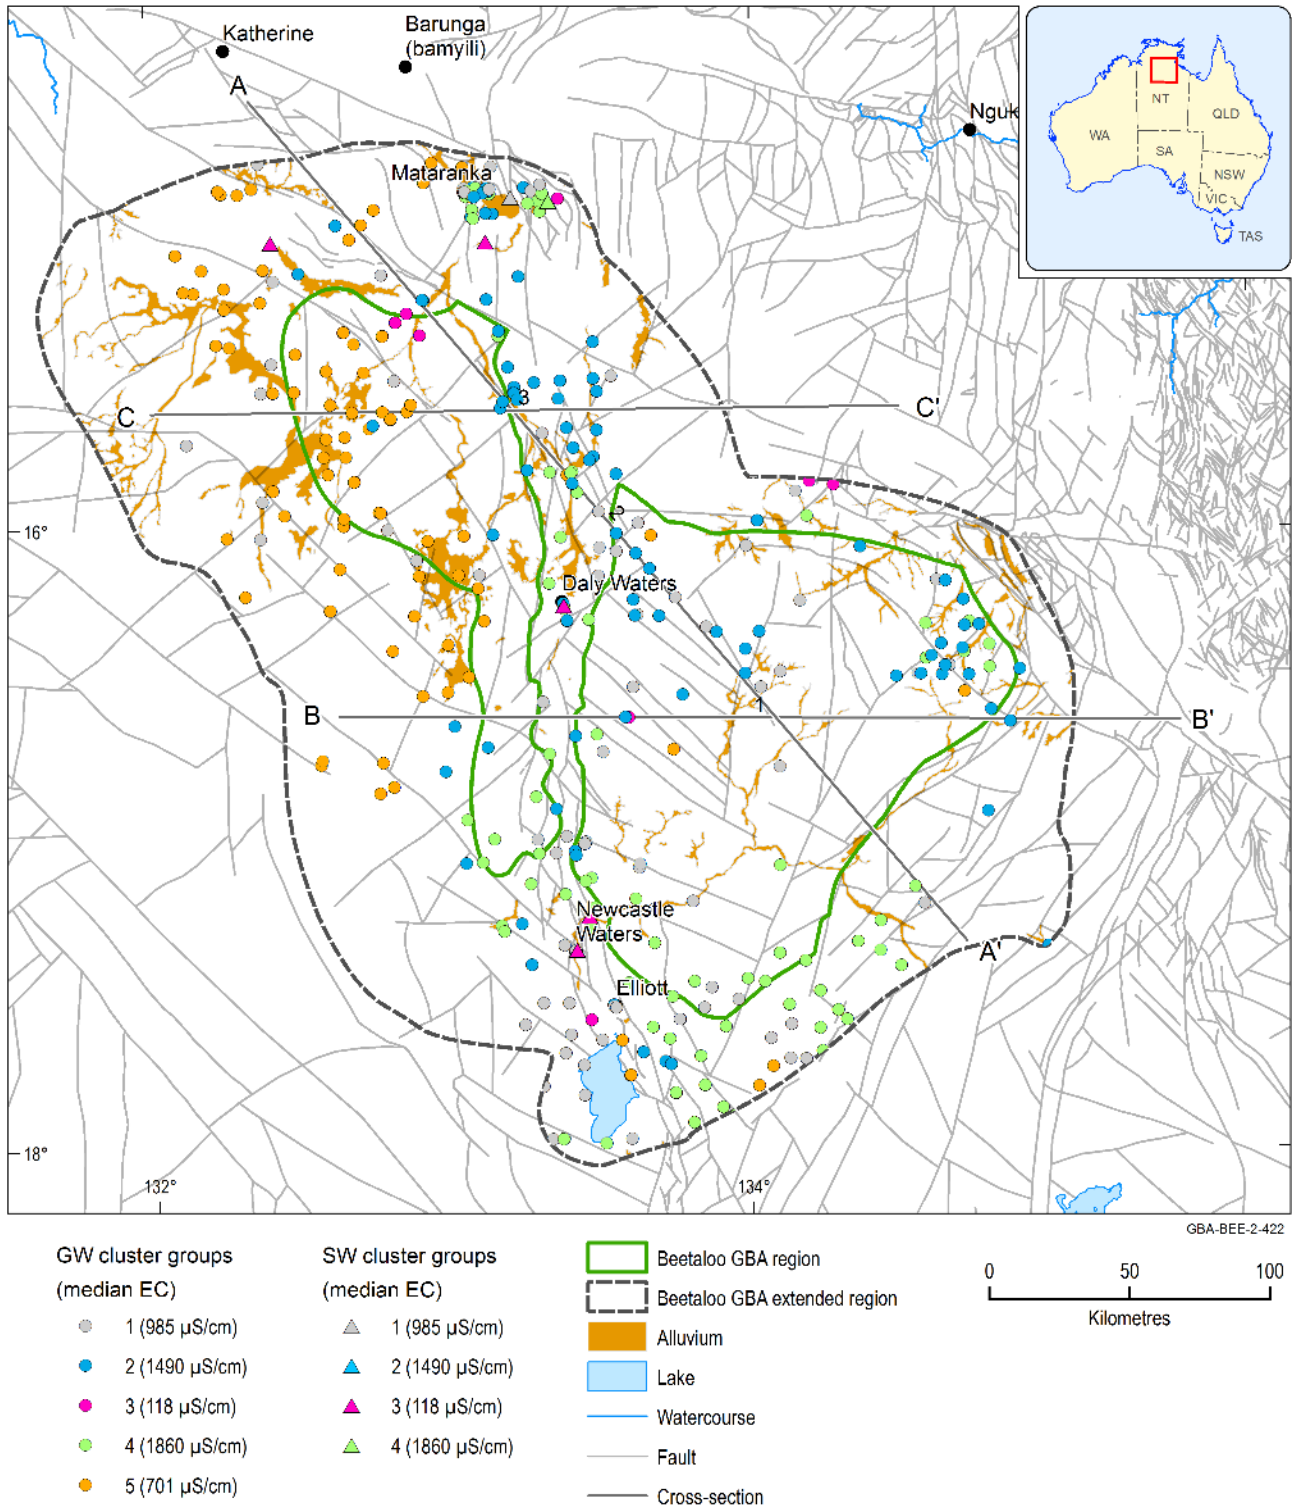 Katherine
Barunga
(bamyili)
A
Nguk
Mataranka
NT
QLD
WA
SA
NSW
VIC
TAS
C
3
C'
2
16°
Daly Waters
B
1
B'
Newcastle
Waters
A'
Elliott
18°
132°
134°
GBA-BEE-2-422
GW cluster groups
(median EC)
1 (985 µS/cm)
2 (1490 µS/cm)
3 (118 µS/cm)
4 (1860 µS/cm)
5 (701 µS/cm)
SW cluster groups
(median EC)
1 (985 µS/cm)
2 (1490 µS/cm)
3 (118 µS/cm)
4 (1860 µS/cm)
Beetaloo GBA region
Beetaloo GBA extended region
Alluvium
Lake
Watercourse
Fault
Cross-section
0 50 100
Kilometres